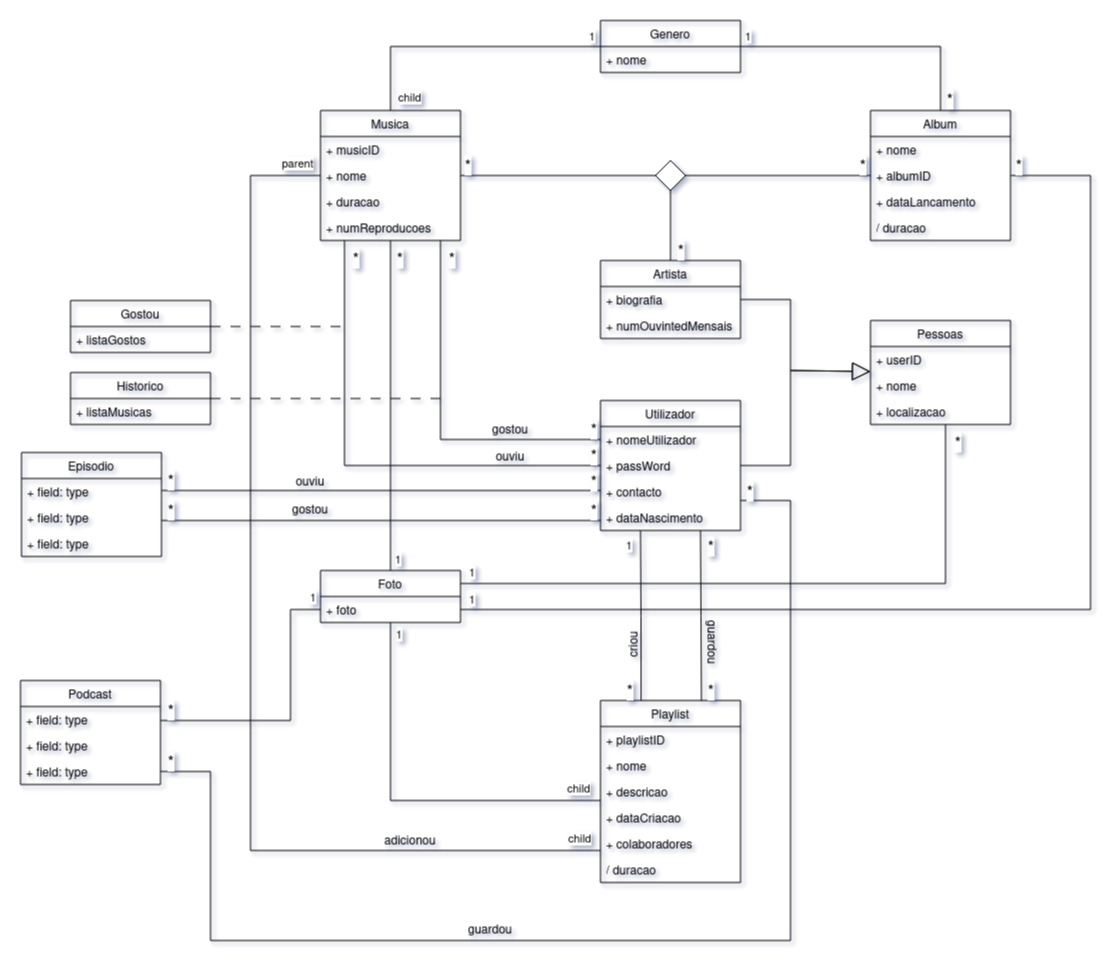 Genero
1
1
+ nome
child
*
Musica
+ musicID
+ nome
+ duracao
+ numReproducoes
parent
*
*
Album
+ nome
+ albumID
+ dataLancamento
/ duracao
*
*
*
*
*
Artista
+ biografia
+ numOuvintedMensais
Gostou
+ listaGostos
Pessoas
+ userID
+ nome
+ localizacao
*
Historico
+ listaMusicas
Utilizador
+ nomeUtilizador
+ passWord
+ contacto
+ dataNascimento
gostou
*
ouviu
*
Episodio
+ field: type
+ field: type
+ field: type
*
ouviu
*
*
gostou
*
*
1
*
1
Foto
+ foto
1
1
1
1
criou
guardou
*
*
Podcast
+ field: type
+ field: type
+ field: type
*
*
Playlist
+ playlistID
+ nome
+ descricao
+ dataCriacao
+ colaboradores
/ duracao
child
adicionou
child
guardou